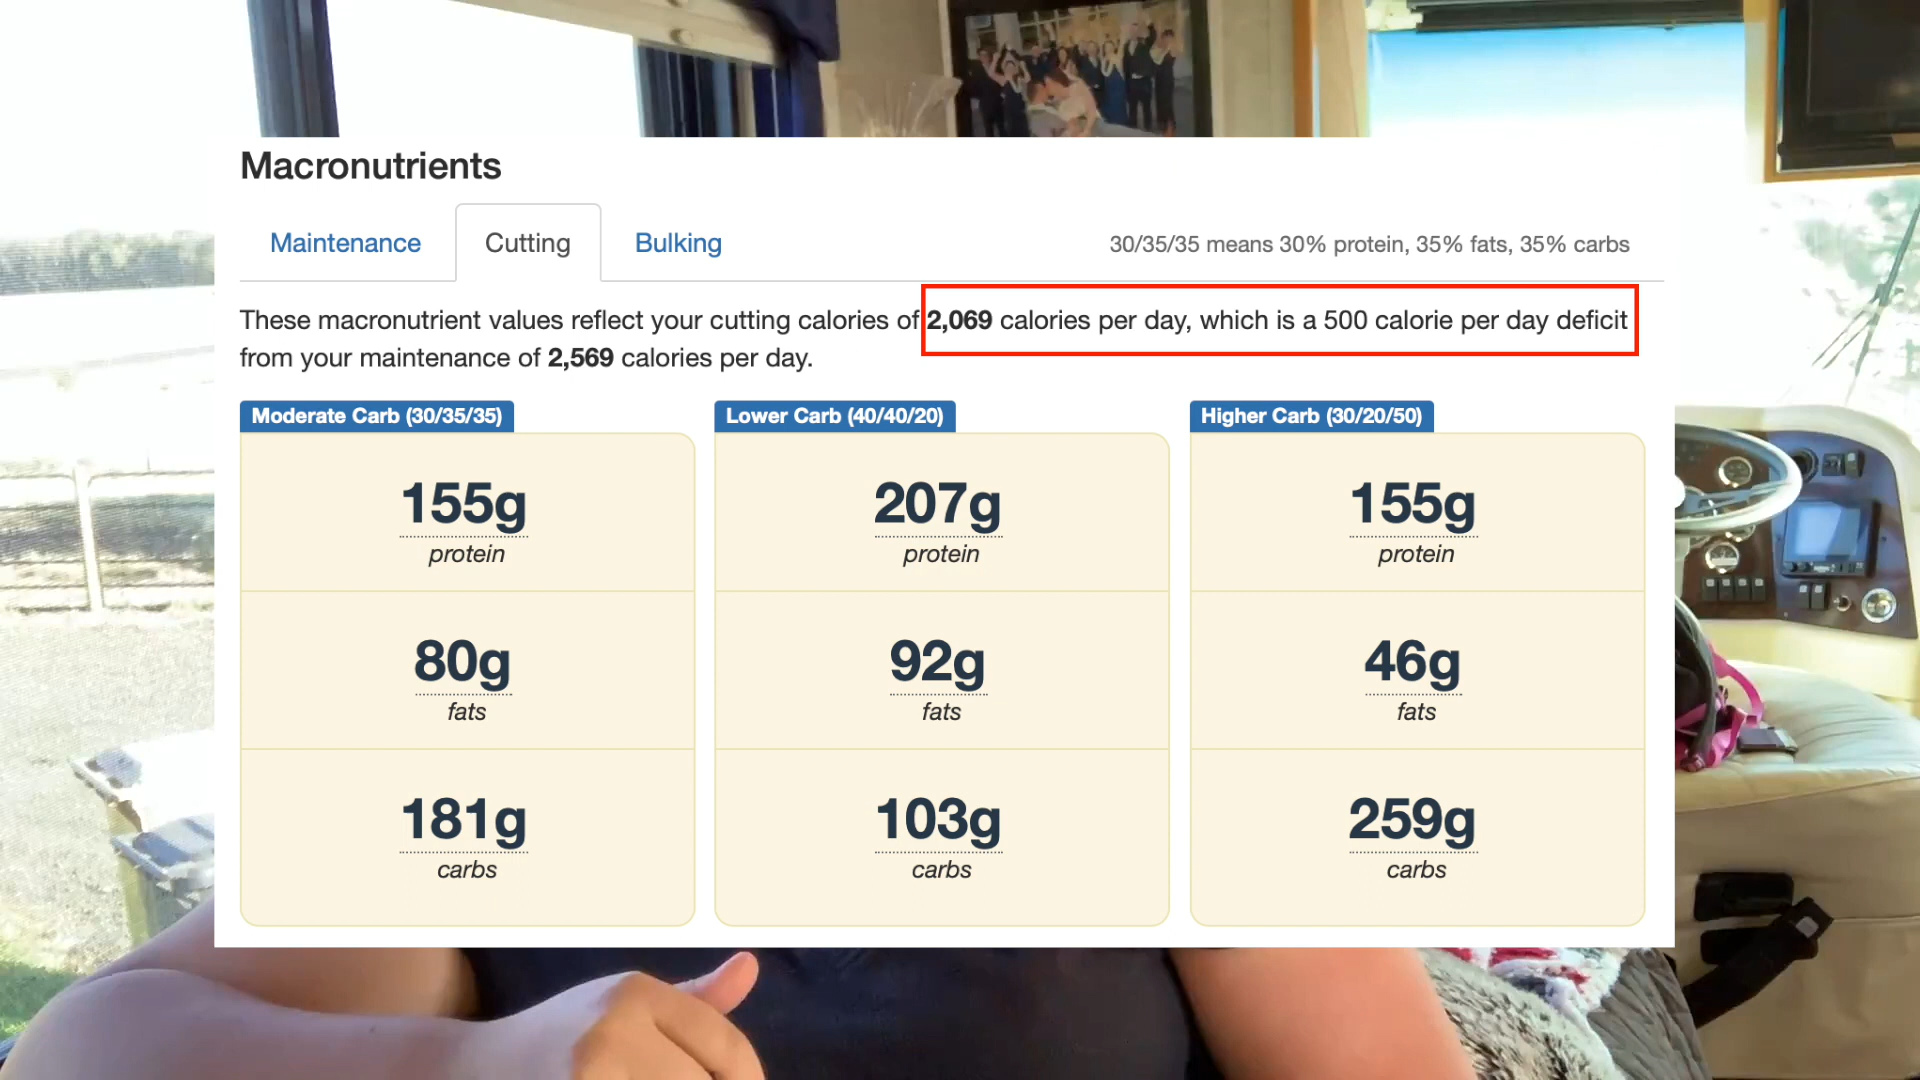 Macronutrients
Maintenance Cutting Bulking 30/35/35 means 30% protein, 35% fats, 35% carbs
These macronutrient values reflect your cutting calories of 2,069 calories per day, which is a 500 calorie per day deficit
from your maintenance of 2,569 calories per day.
Moderate Carb (30/35/35) Lower Carb (40/40/20) Higher Carb (30/20/50)
155g 207g 155g
protein protein protein
80g 92g 46g
fats fats fats
181g 103g 259g
carbs carbs carbs